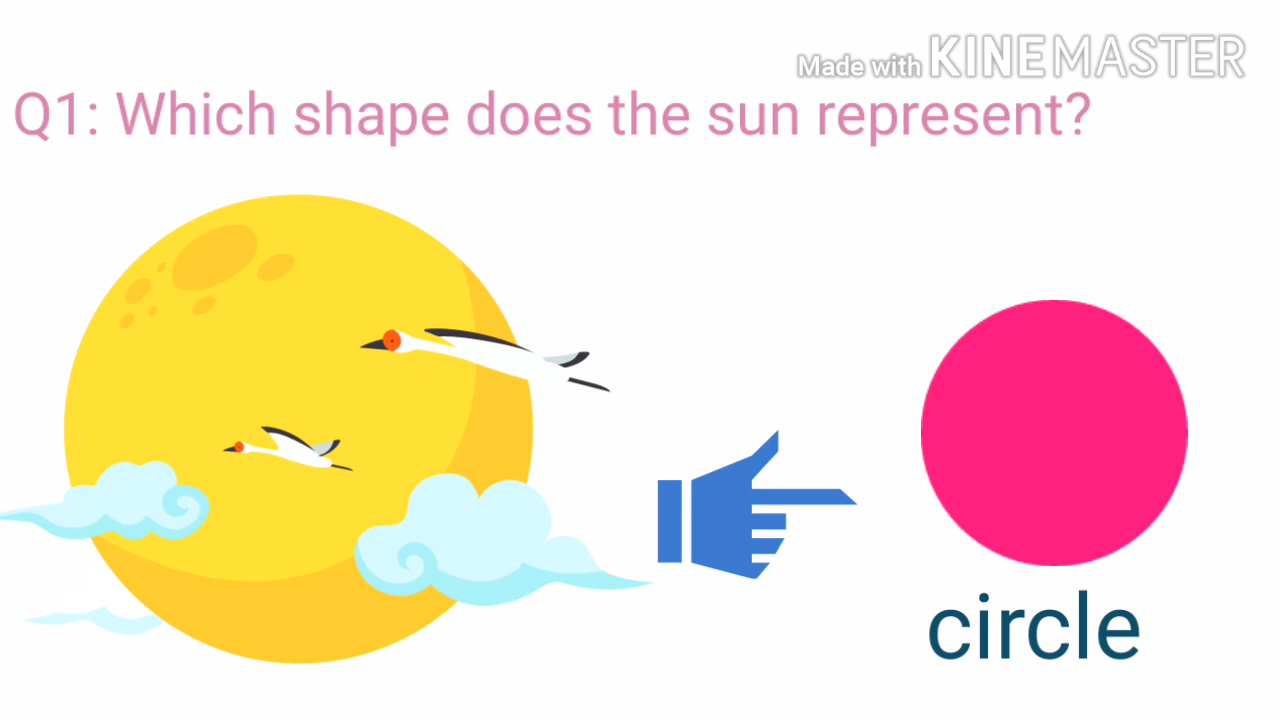 Made with KINEMASTER
Q1: Which shape does the sun represent?
circle